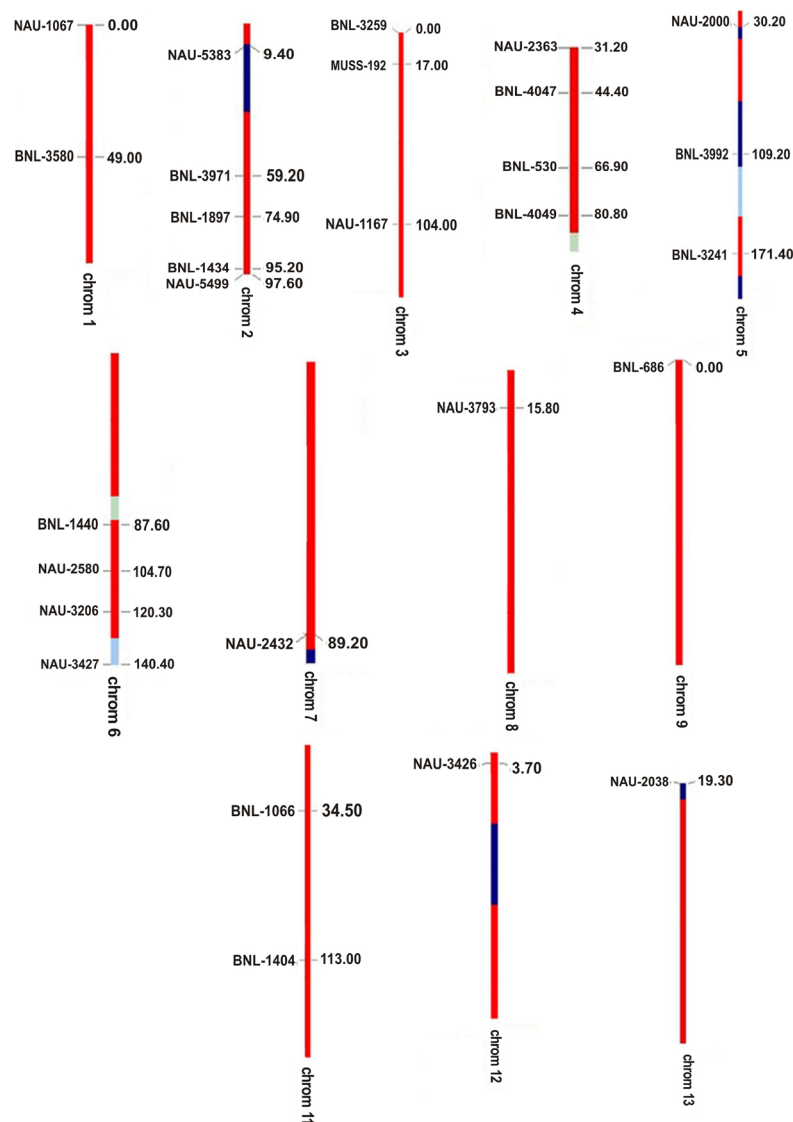 NAU-1067 0.00
BNL-3580 49.00
chrom 1
NAU-5383 9.40
BNL-3971 59.20
BNL-1897 74.90
BNL-1434 95.20
NAU-5499 97.60
chrom 2
BNL-3259 0.00
MUSS-192 17.00
NAU-1167 104.00
chrom 3
NAU-2363 31.20
BNL-4047 44.40
BNL-530 66.90
BNL-4049 80.80
chrom 4
NAU-2000 30.20
BNL-3992 109.20
BNL-3241 171.40
chrom 5
BNL-1440 87.60
NAU-2580 104.70
NAU-3206 120.30
NAU-3427 140.40
chrom 6
NAU-2432 89.20
chrom 7
NAU-3793 15.80
chrom 8
BNL-686 0.00
chrom 9
BNL-1066 34.50
BNL-1404 113.00
chrom 11
NAU-3426 3.70
chrom 12
NAU-2038 19.30
chrom 13